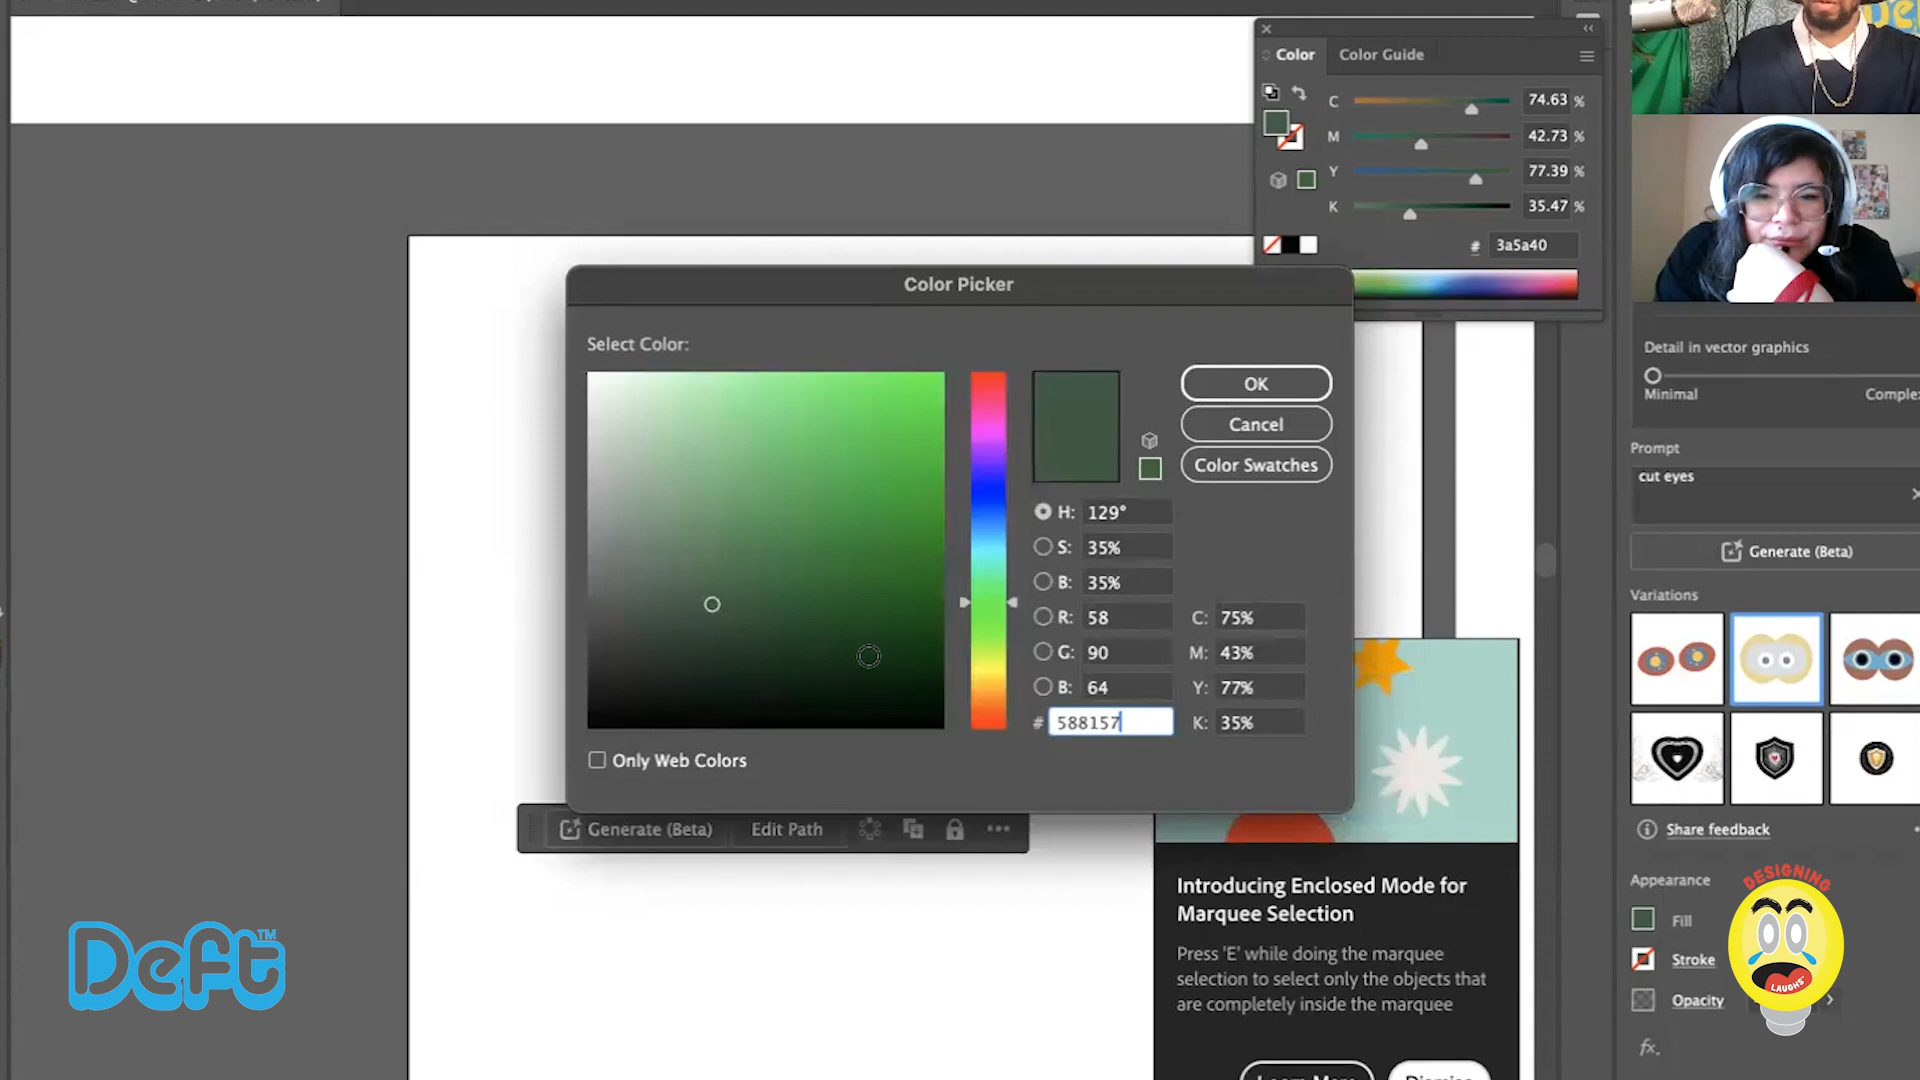 Color
Color Guide
C
74.63 %
M
42.73 %
Y
77.39 %
K
35.47 %
# 3a5a40
Color Picker
Select Color:
OK
Cancel
Color Swatches
H: 129°
S: 35%
B: 35%
R: 58
C: 75%
G: 90
M: 43%
B: 64
Y: 77%
# 588157
K: 35%
Only Web Colors
Generate (Beta)
Edit Path
Detail in vector graphics
Minimal
Prompt
cut eyes
Generate (Beta)
Variations
Share feedback
Appearance
Fill
Stroke
Opacity
fx.
Introducing Enclosed Mode for
Marquee Selection
Press 'E' while doing the marquee
selection to select only the objects that
are completely inside the marquee
Deft™
DESIGNING
LAUGHS